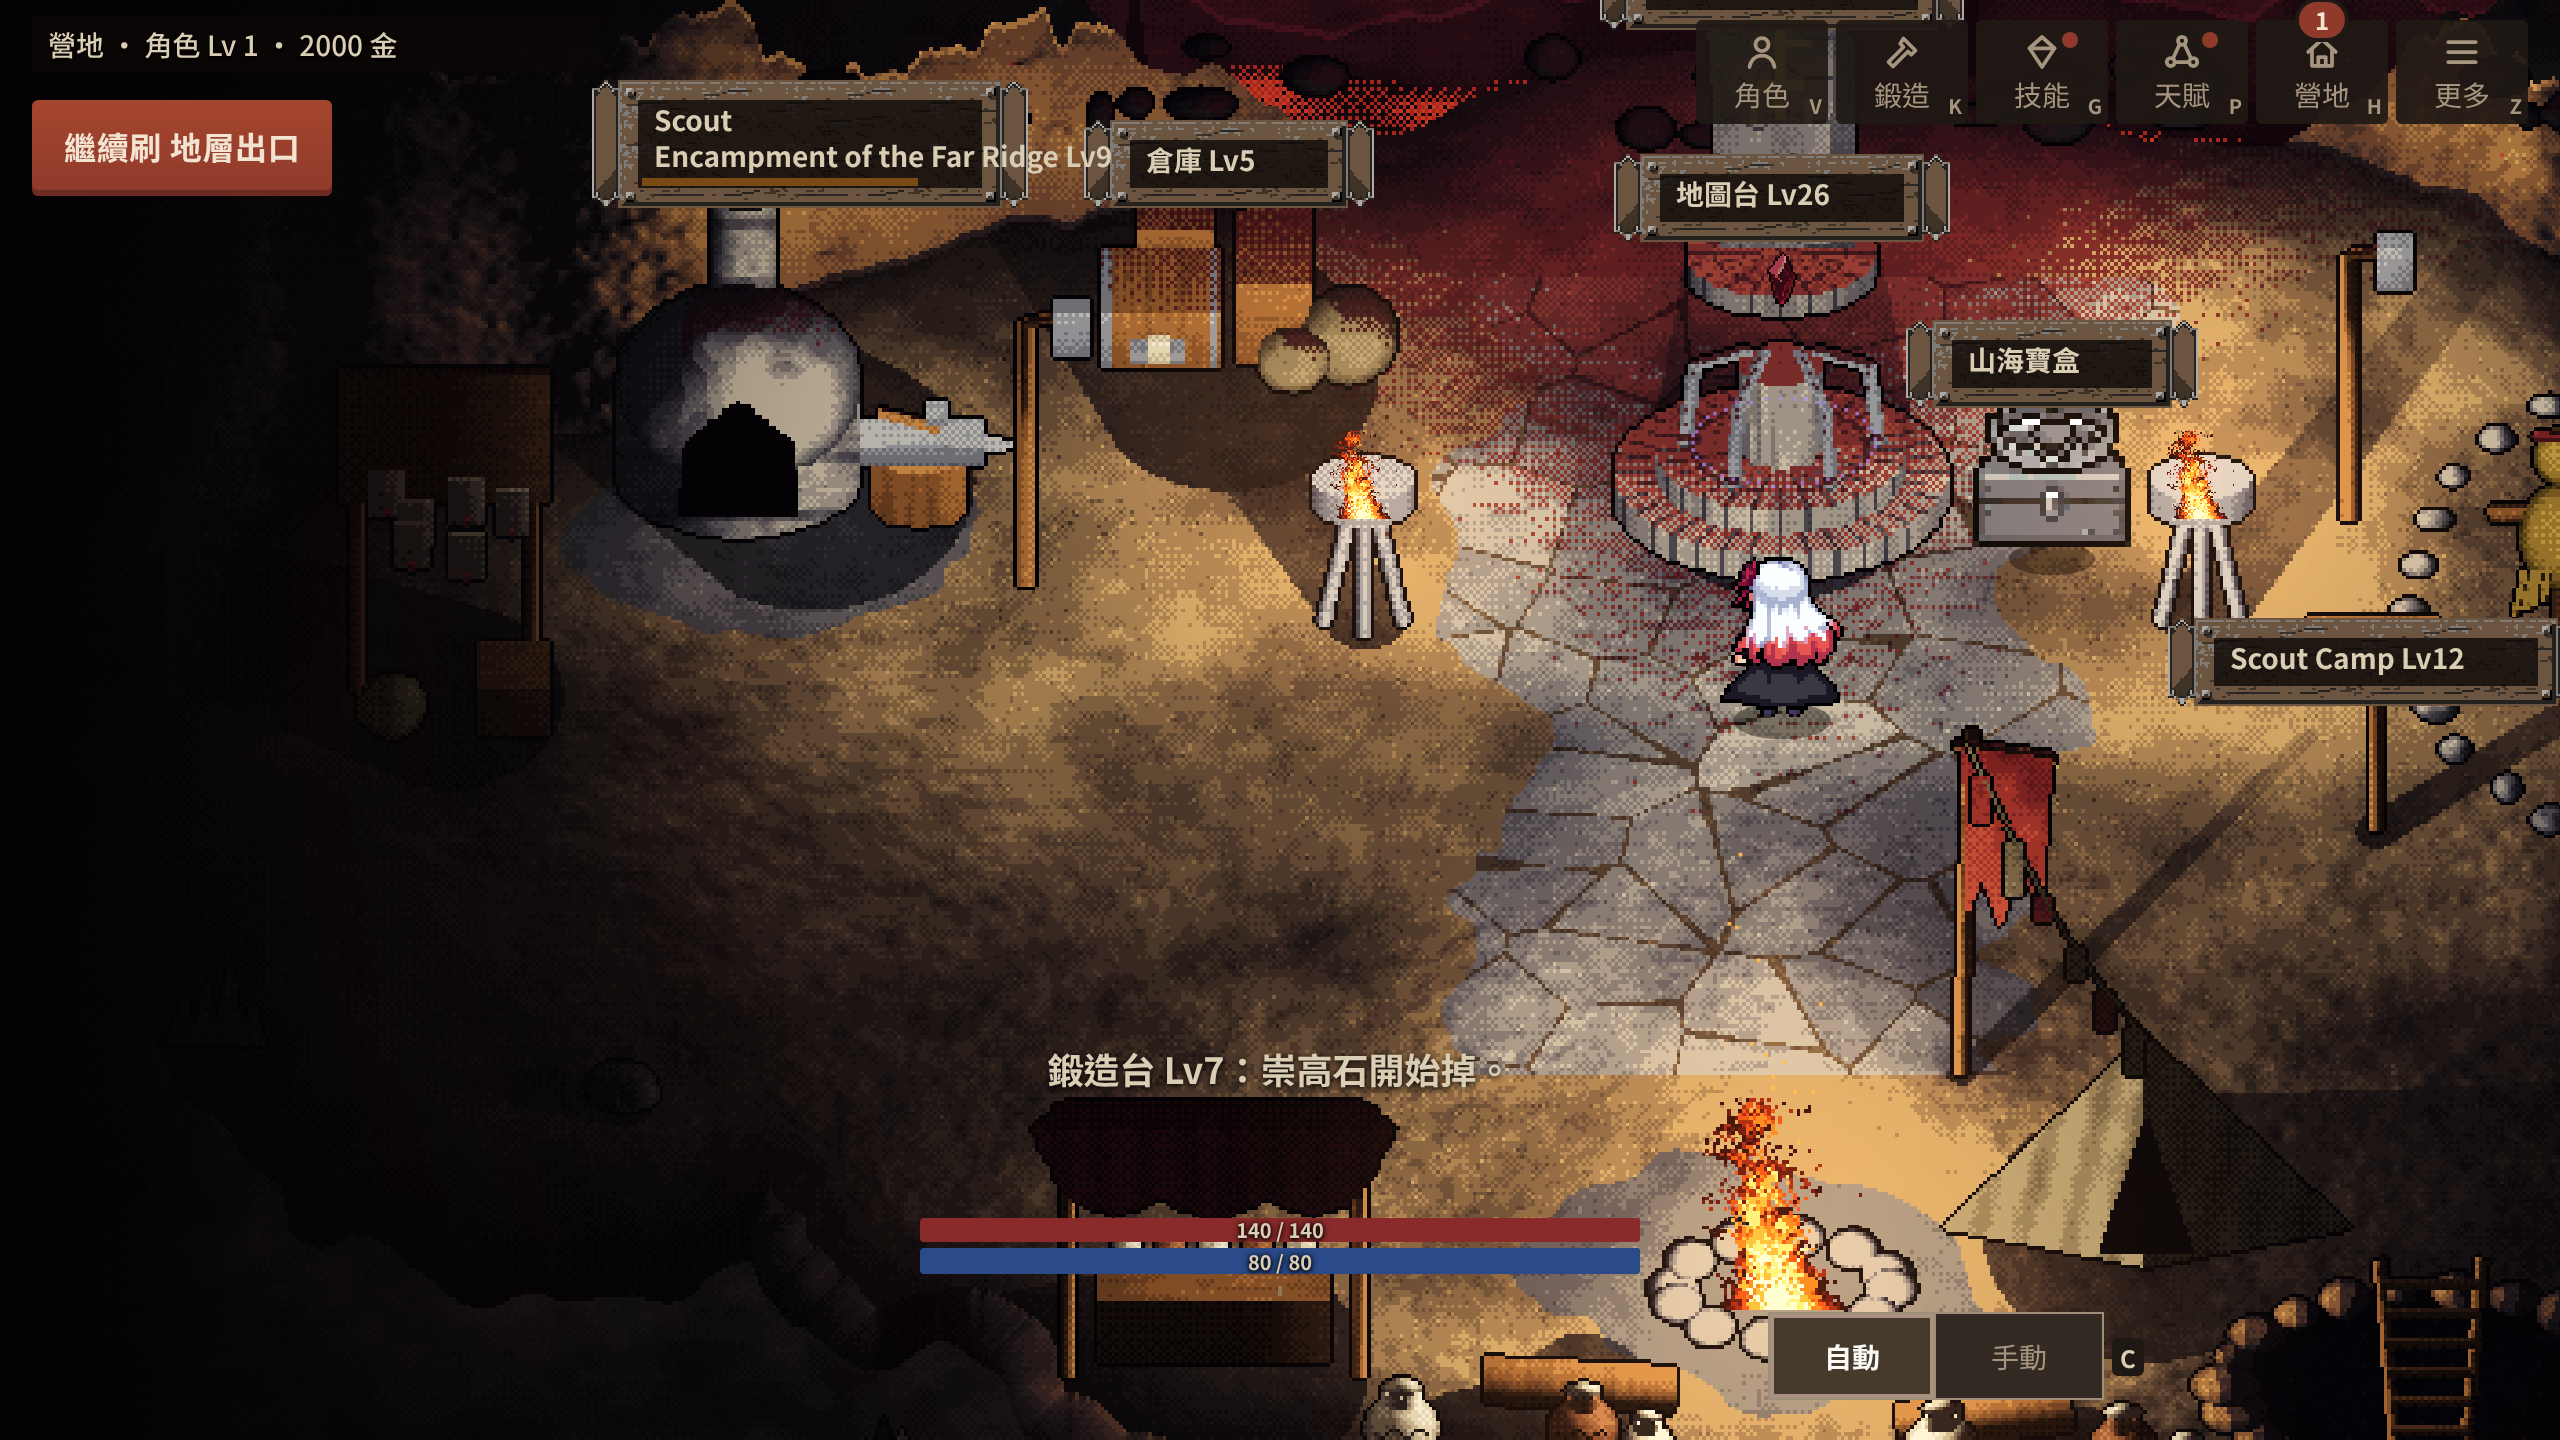 營地 • 角色 Lv 1 • 2000 金
繼續刷 地層出口
Scout
Encampment of the Far Ridge Lv9
倉庫 Lv5
地圖台 Lv26
1
角色 V
鍛造 K
技能 G
天賦 P
營地 H
更多 Z
山海寶盒
Scout Camp Lv12
鍛造台 Lv7：崇高石開始掉。
140 / 140
80 / 80
自動
手動
C